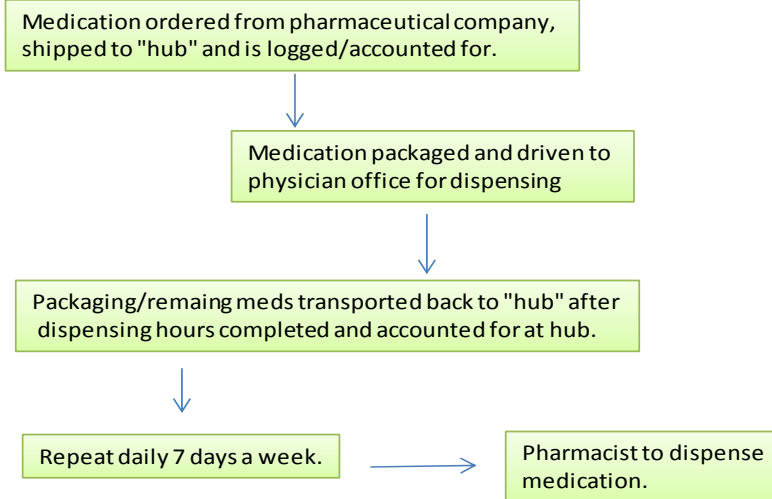 Medication ordered from pharmaceutical company,
shipped to "hub" and is logged/accounted for.
Medication packaged and driven to
physician office for dispensing
Packaging/remaing meds transported back to "hub" after
dispensing hours completed and accounted for at hub.
Repeat daily 7 days a week.
Pharmacist to dispense
medication.